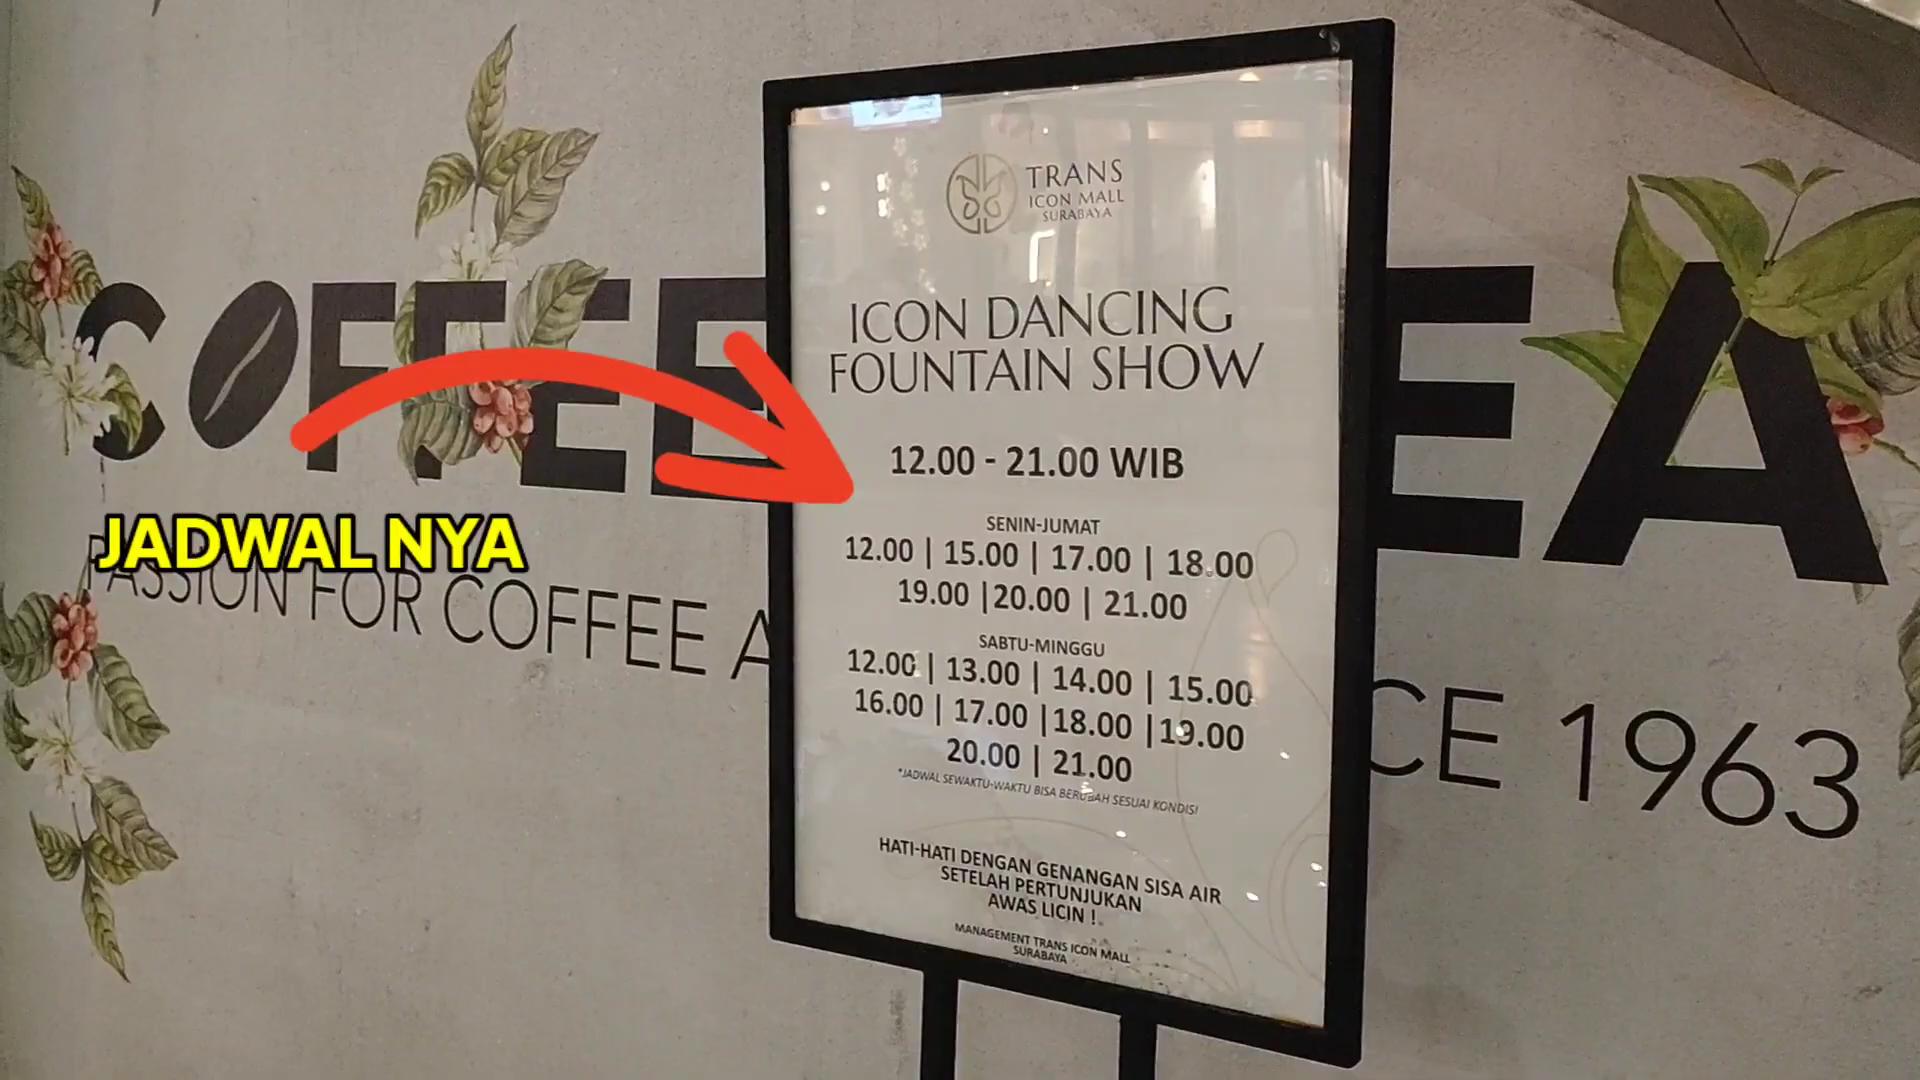 TRANS
ICON MALL
SURABAYA
ICON DANCING
FOUNTAIN SHOW
12.00 - 21.00 WIB
SENIN-JUMAT
12.00 | 15.00 | 17.00 | 18.00
19.00 |20.00 | 21.00
SABTU-MINGGU
12.00 | 13.00 | 14.00 | 15.00
16.00 | 17.00 |18.00 |19.00
20.00 | 21.00
*JADWAL SEWAKTU-WAKTU BISA BERUBAH SESUAI KONDISI
HATI-HATI DENGAN GENANGAN SISA AIR
SETELAH PERTUNJUKAN
AWAS LICIN !
MANAGEMENT TRANS ICON MALL
SURABAYA
JADWAL NYA
COFFEE EA
PASSION FOR COFFEE A CE 1963